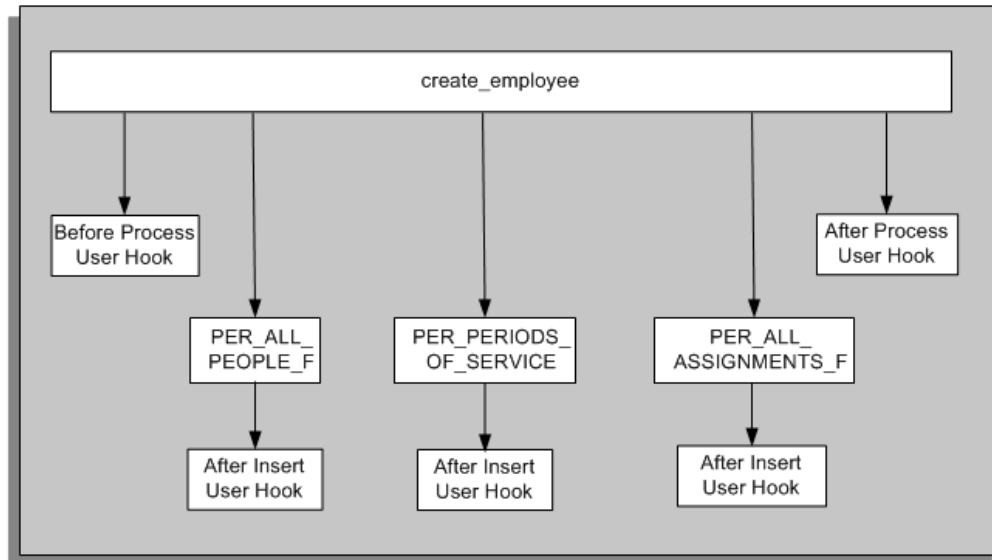 create_employee
Before Process
User Hook
After Process
User Hook
PER_ALL_
PEOPLE_F
PER_PERIODS_
OF_SERVICE
PER_ALL_
ASSIGNMENTS_F
After Insert
User Hook
After Insert
User Hook
After Insert
User Hook